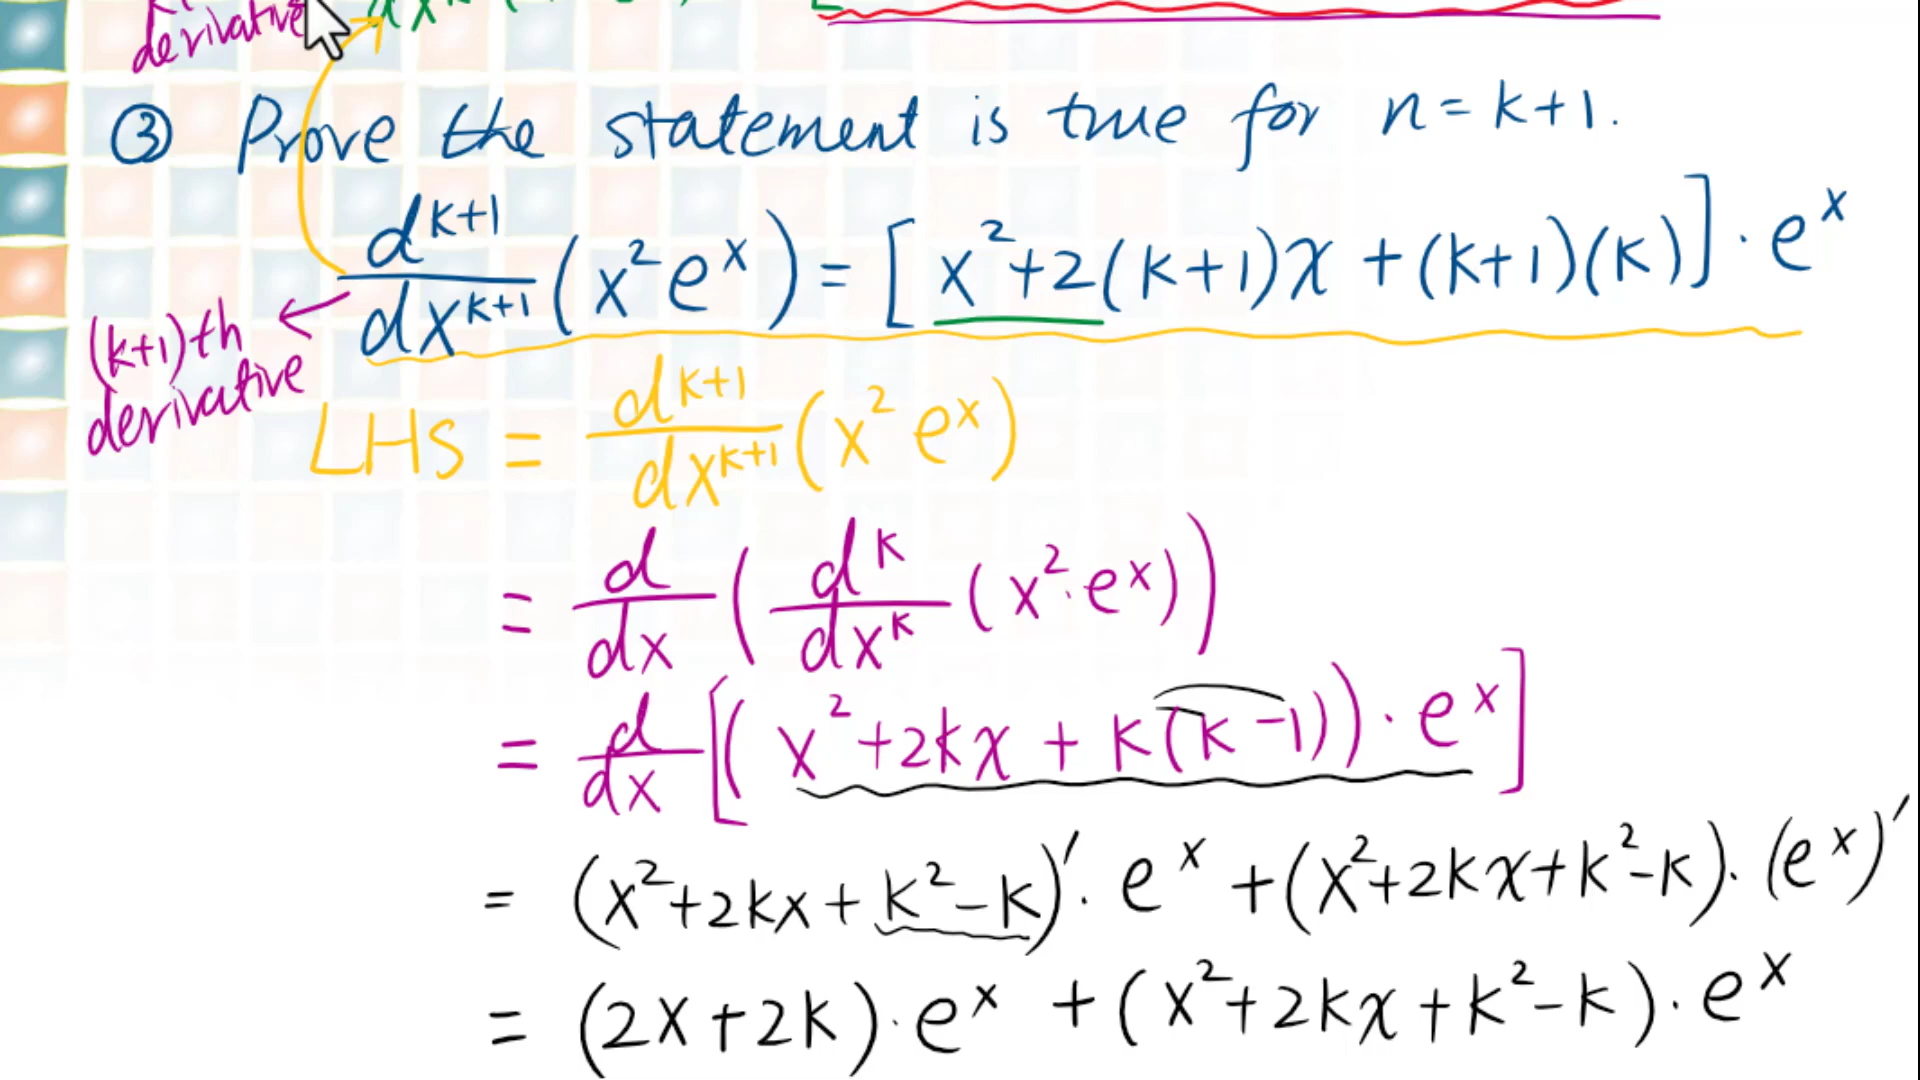 derivative
③ Prove the statement is true for n = k+1.
d^{k+1}/dx^{k+1} (x² e^x) = [x²+2(k+1)x + (k+1)(k)] · e^x
(k+1)th
derivative
LHS = d^{k+1}/dx^{k+1} (x² e^x)
= d/dx (d^k/dx^k (x²·e^x))
= d/dx [(x²+2kx + k(k-1)) · e^x]
= (x²+2kx+k²-k)' · e^x + (x²+2kx+k²-k) · (e^x)'
= (2x+2k) · e^x + (x²+2kx+k²-k) · e^x